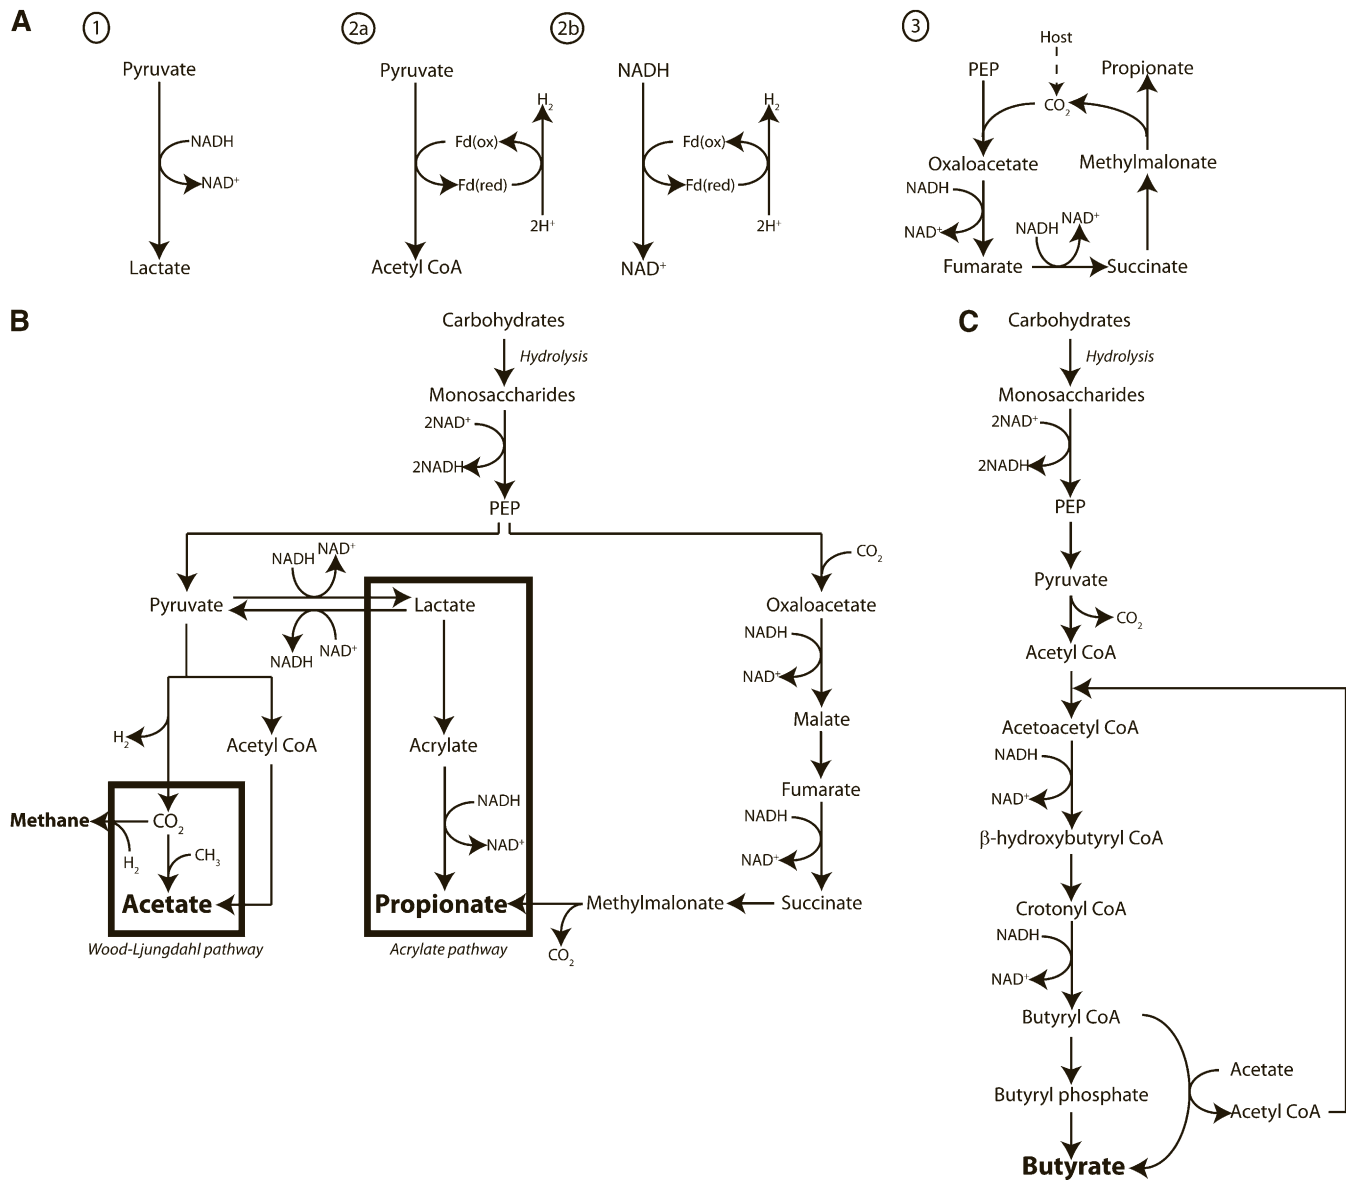 A
1
Pyruvate
NADH
NAD⁺
Lactate
2a
Pyruvate
H₂
Fd(ox)
Fd(red)
2H⁺
Acetyl CoA
2b
NADH
H₂
Fd(ox)
Fd(red)
2H⁺
NAD⁺
3
Host
PEP
Propionate
CO₂
Oxaloacetate
Methylmalonate
NADH
NAD⁺
NADH
NAD⁺
Fumarate
Succinate
B
Carbohydrates
Hydrolysis
Monosaccharides
2NAD⁺
2NADH
PEP
NADH
NAD⁺
CO₂
Pyruvate
Lactate
Oxaloacetate
NADH
NAD⁺
NADH
NAD⁺
Malate
H₂
Acetyl CoA
Acrylate
Fumarate
NADH
NAD⁺
NADH
NAD⁺
Methane
CO₂
H₂
CH₃
Acetate
Propionate
Methylmalonate
Succinate
CO₂
Wood-Ljungdahl pathway
Acrylate pathway
C
Carbohydrates
Hydrolysis
Monosaccharides
2NAD⁺
2NADH
PEP
Pyruvate
CO₂
Acetyl CoA
Acetoacetyl CoA
NADH
NAD⁺
β-hydroxybutyryl CoA
Crotonyl CoA
NADH
NAD⁺
Butyryl CoA
Acetate
Butyryl phosphate
Acetyl CoA
Butyrate